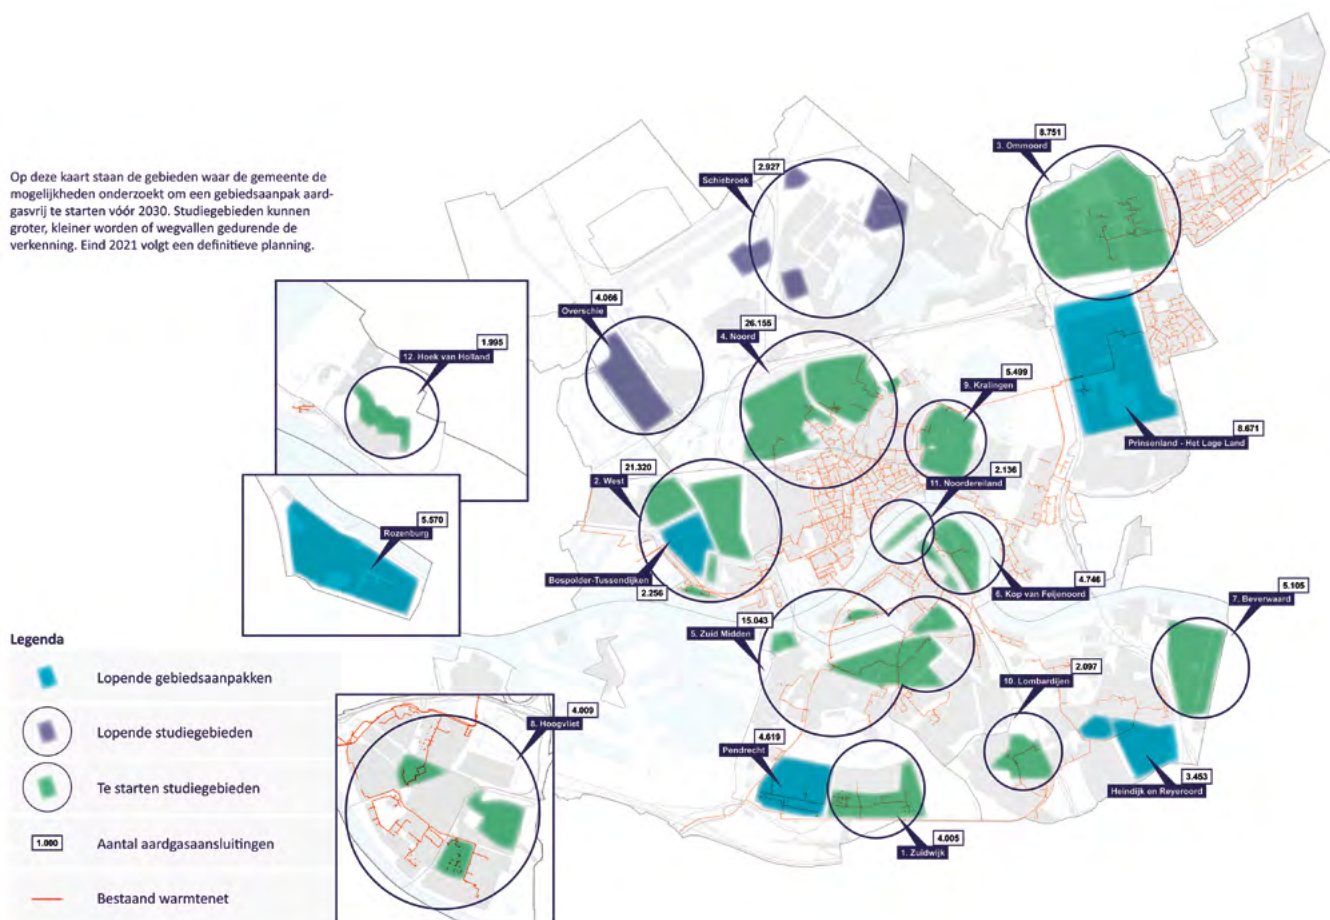 Op deze kaart staan de gebieden waar de gemeente de
mogelijkheden onderzoekt om een gebiedsaanpak aard-
gasvrij te starten vóór 2030. Studiegebieden kunnen
groter, kleiner worden of wegvallen gedurende de
verkenning. Eind 2021 volgt een definitieve planning.
8.751
3. Ommoord
2.927
Schiebroek
4.066
Overschie
26.155
4. Noord
1.995
12. Hoek van Holland
5.499
9. Kralingen
8.671
Prinsenland - Het Lage Land
21.320
2. West
2.136
11. Noordereiland
5.570
Rozenburg
Bospolder-Tussendijken
2.256
4.746
6. Kop van Feijenoord
5.105
7. Beverwaard
15.043
5. Zuid Midden
2.097
10. Lombardijen
4.009
8. Hoogvliet
4.619
Pendrecht
3.453
Heindijk en Reyeroord
4.005
1. Zuidwijk
Legenda
Lopende gebiedsaanpakken
Lopende studiegebieden
Te starten studiegebieden
1.000 Aantal aardgasaansluitingen
Bestaand warmtenet